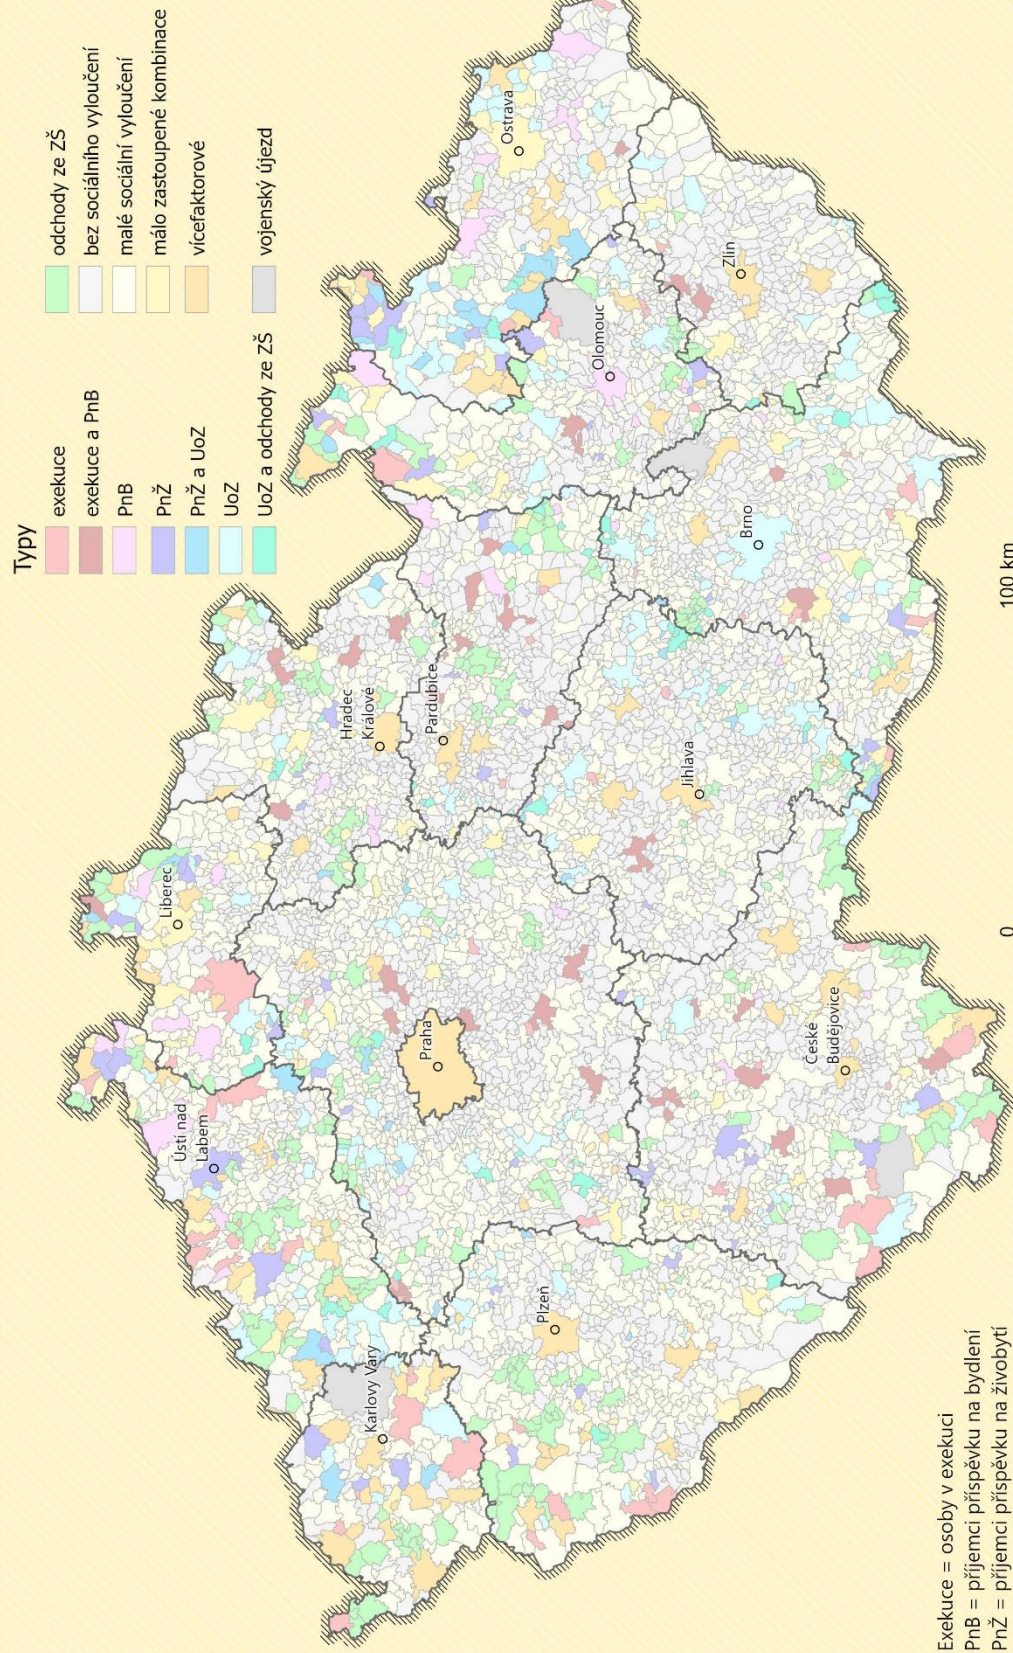 Typy
exekuce
exekuce a PnB
PnB
PnŽ
PnŽ a UoZ
UoZ
UoZ a odchody ze ZŠ
odchody ze ZŠ
bez sociálního vyloučení
malé sociální vyloučení
málo zastoupené kombinace
vícefaktorové
vojenský újezd
Liberec
Ústí nad
Labem
Karlovy Vary
Praha
Hradec
Králové
Pardubice
Plzeň
Ostrava
Olomouc
Jihlava
Zlín
Brno
České
Budějovice
Exekuce = osoby v exekuci
PnB = příjemci příspěvku na bydlení
PnŽ = příjemci příspěvku na živobytí
0
100 km